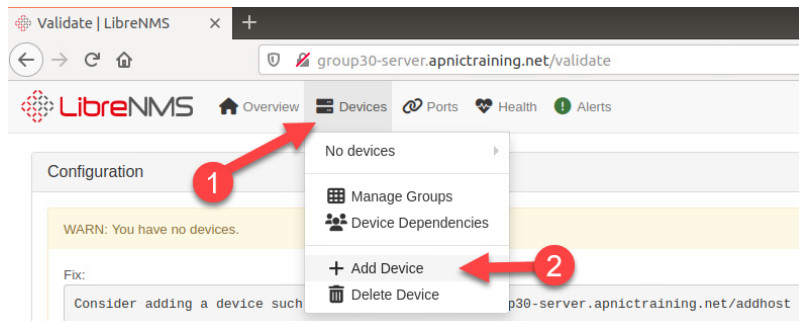 Validate | LibreNMS
group30-server.apnictraining.net/validate
LibreNMS Overview Devices Ports Health Alerts
No devices
Configuration
1
Manage Groups
WARN: You have no devices.
Device Dependencies
Add Device
2
Fix:
Delete Device
Consider adding a device such p30-server.apnictraining.net/addhost